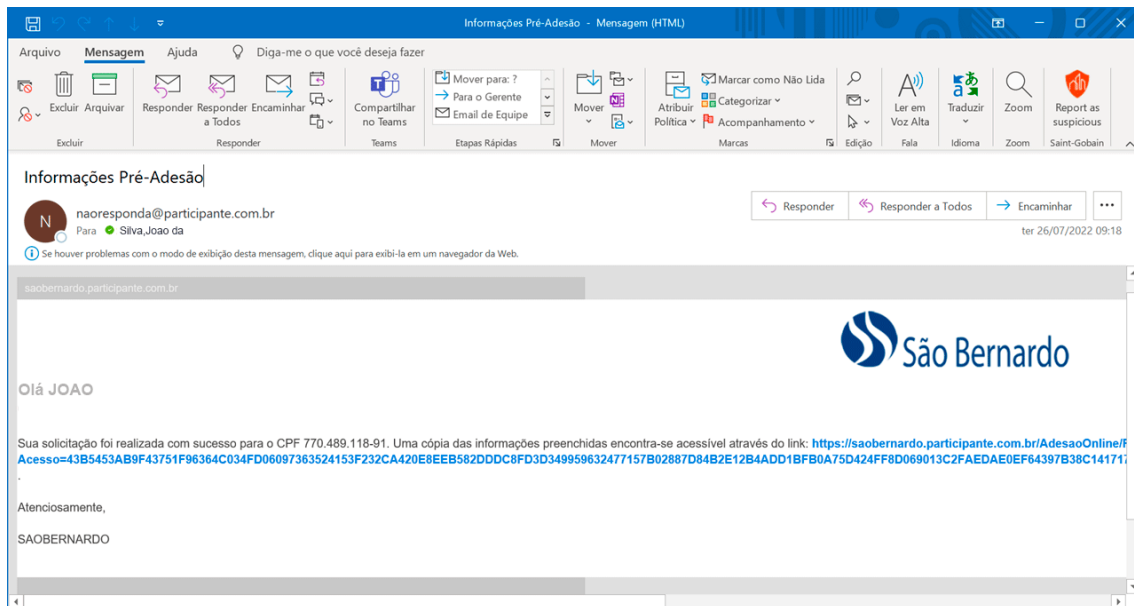 Informações Pré-Adesão - Mensagem (HTML)
Arquivo Mensagem Ajuda Diga-me o que você deseja fazer
Excluir Arquivar
Responder Responder a Todos Encaminhar
Compartilhar no Teams
Mover para: ?
Para o Gerente
Email de Equipe
Mover
Atribuir Política
Marcar como Não Lida
Categorizar
Acompanhamento
Ler em Voz Alta
Traduzir
Zoom
Report as suspicious
Excluir Responder Teams Etapas Rápidas Mover Marcas Edição Fala Idioma Zoom Saint-Gobain
Informações Pré-Adesão
N
naoresponda@participante.com.br
Para Silva,Joao da
Responder Responder a Todos Encaminhar
ter 26/07/2022 09:18
Se houver problemas com o modo de exibição desta mensagem, clique aqui para exibi-la em um navegador da Web.
saobernardo.participante.com.br
São Bernardo
Olá JOAO
Sua solicitação foi realizada com sucesso para o CPF 770.489.118-91. Uma cópia das informações preenchidas encontra-se acessível através do link: https://saobernardo.participante.com.br/AdesaoOnline/
Acesso=43B5453AB9F43751F96364C034FD06097363524153F232CA420E8EEB582DDDC8FD3D349959632477157B02887D84B2E12B4ADD1BFB0A75D424FF8D069013C2FAEDAE0EF64397B38C141717
.
Atenciosamente,
SAOBERNARDO